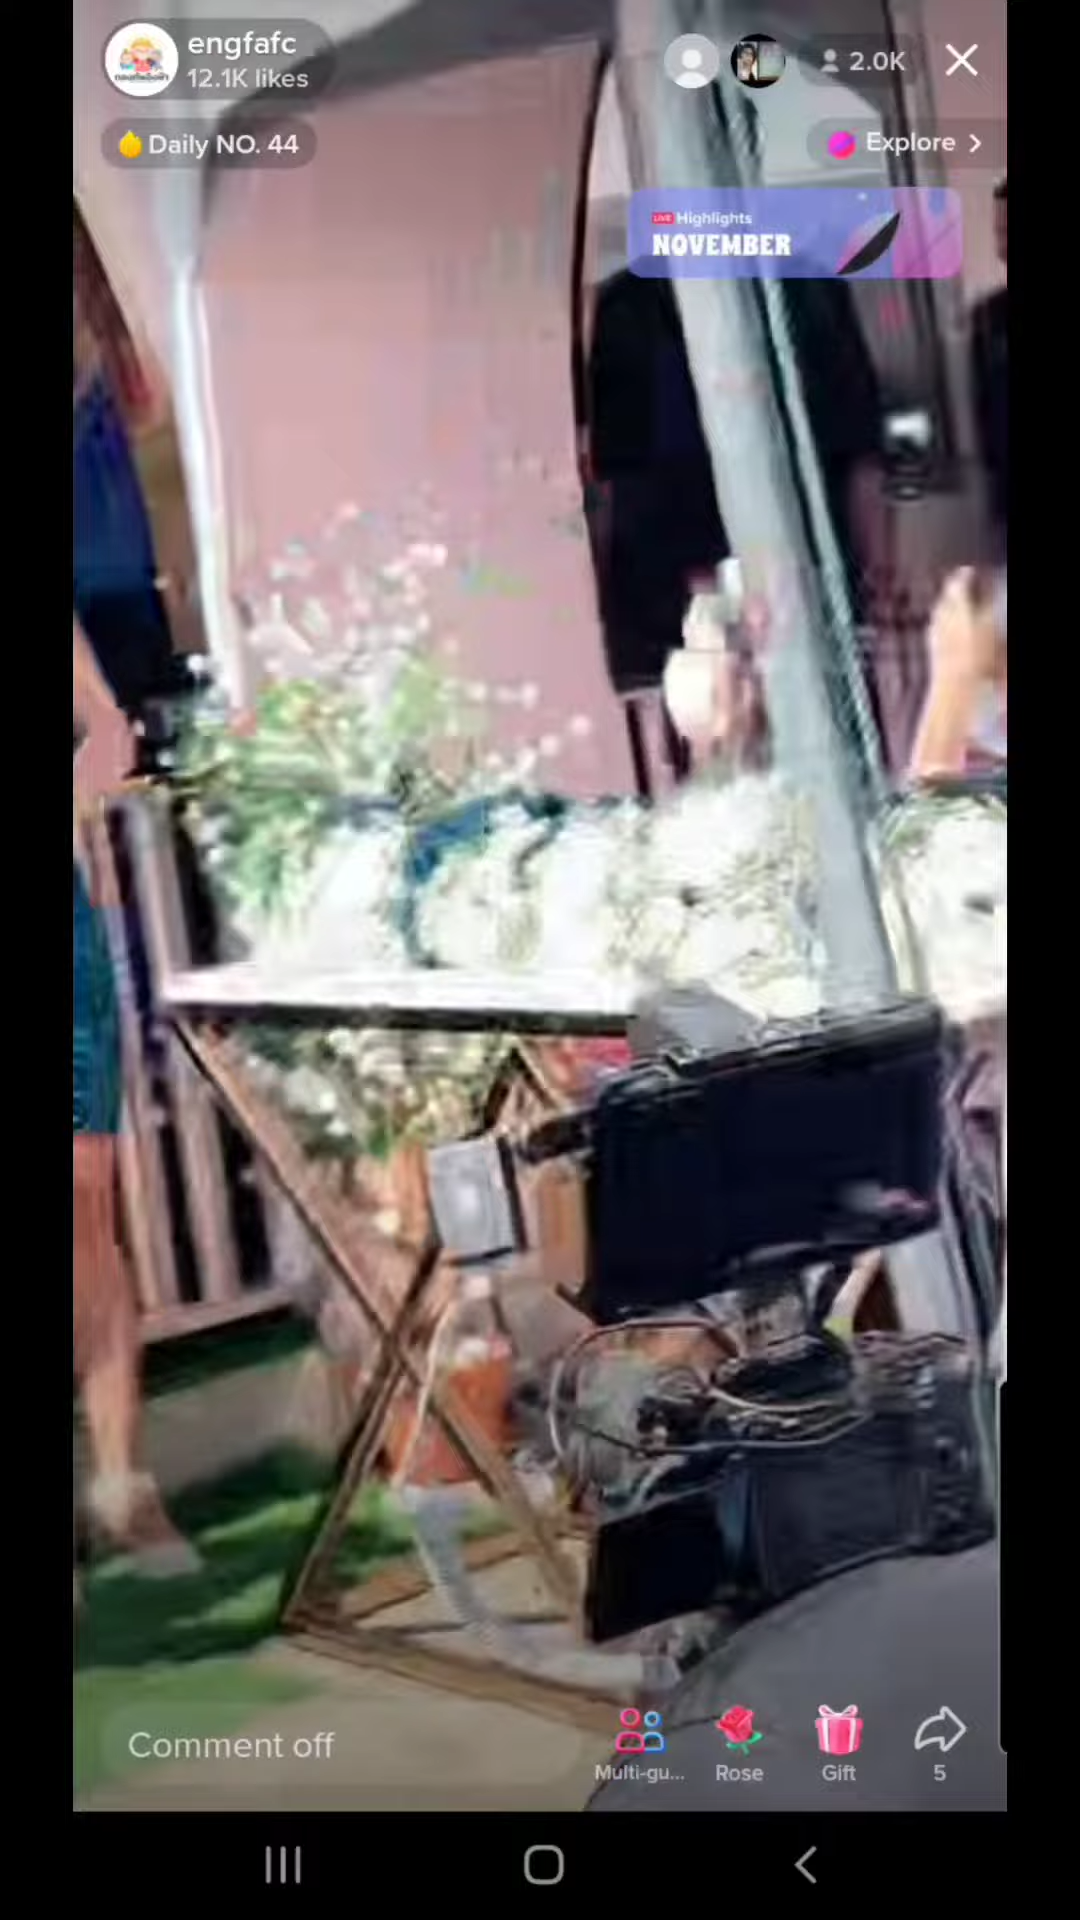 engfafc
12.1K likes
2.0K
Daily NO. 44
Explore
LIVE Highlights
NOVEMBER
Comment off
Multi-gu...
Rose
Gift
5